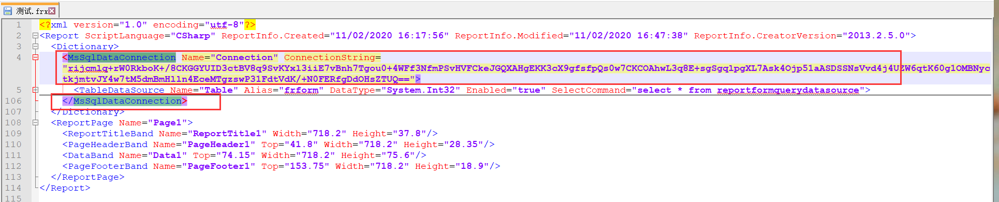 测试.frx
1 <?xml version="1.0" encoding="utf-8"?>
2 <Report ScriptLanguage="CSharp" ReportInfo.Created="11/02/2020 16:17:56" ReportInfo.Modified="11/02/2020 16:47:38" ReportInfo.CreatorVersion="2013.2.5.0">
3 <Dictionary>
4 <MsSqlDataConnection Name="Connection" ConnectionString=
"rijcmlq+rW0RkboK+/8CKGGYUID3ctBV8q9SvKYxl3iiE7vBnh7Tgou0+4WFf3NfmPSvHVFCkeJGQXAHgEKK3cX9gfsfpQs0w7CKCOAhwL3q8E+sgSgqlpgXL7Ask4Ojp51aASDSSNsVvd4j4UZW6qtK60g1OMBNyc
tkjmtvJY4w7tM5dmBmHlln4EceMTgzswP31FdtVdK/+N0FERfgDdOHsZTUQ==">
5 <TableDataSource Name="Table" Alias="frform" DataType="System.Int32" Enabled="true" SelectCommand="select * from reportformquerydatasource">
106 </MsSqlDataConnection>
107 </Dictionary>
108 <ReportPage Name="Page1">
109 <ReportTitleBand Name="ReportTitle1" Width="718.2" Height="37.8"/>
110 <PageHeaderBand Name="PageHeader1" Top="41.8" Width="718.2" Height="28.35"/>
111 <DataBand Name="Data1" Top="74.15" Width="718.2" Height="75.6"/>
112 <PageFooterBand Name="PageFooter1" Top="153.75" Width="718.2" Height="18.9"/>
113 </ReportPage>
114 </Report>
115